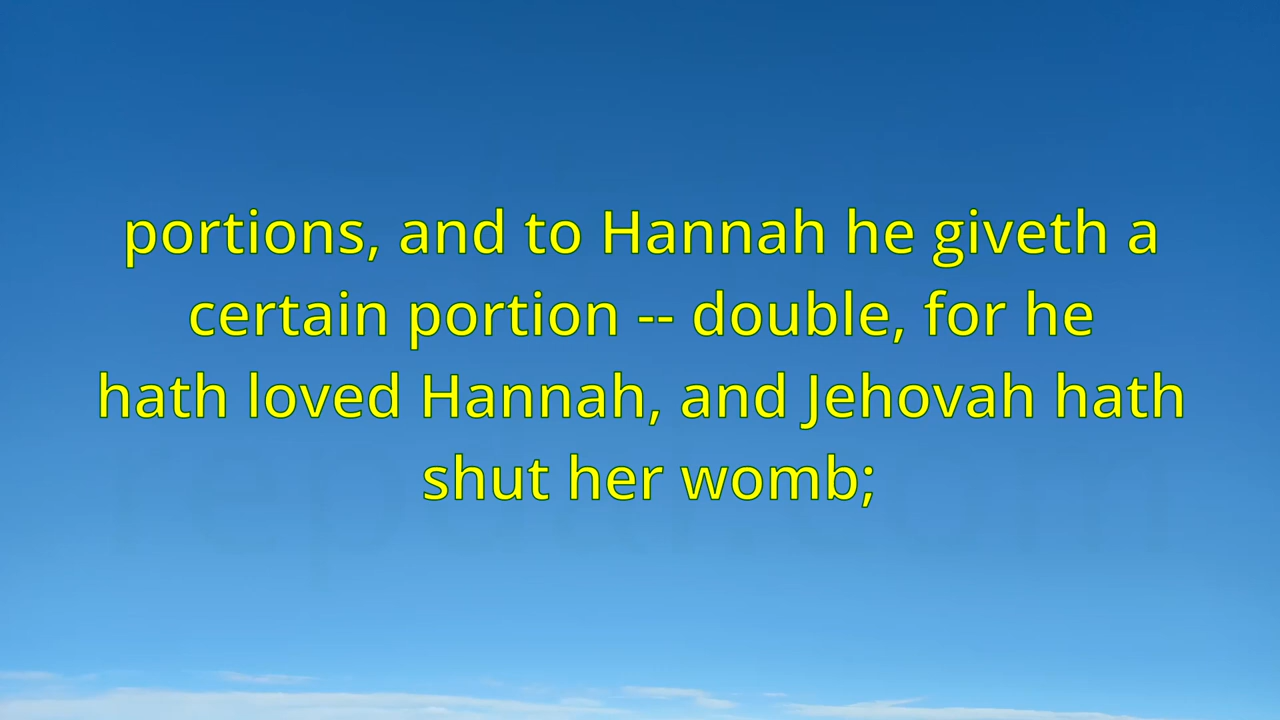 portions, and to Hannah he giveth a
certain portion -- double, for he
hath loved Hannah, and Jehovah hath
shut her womb;